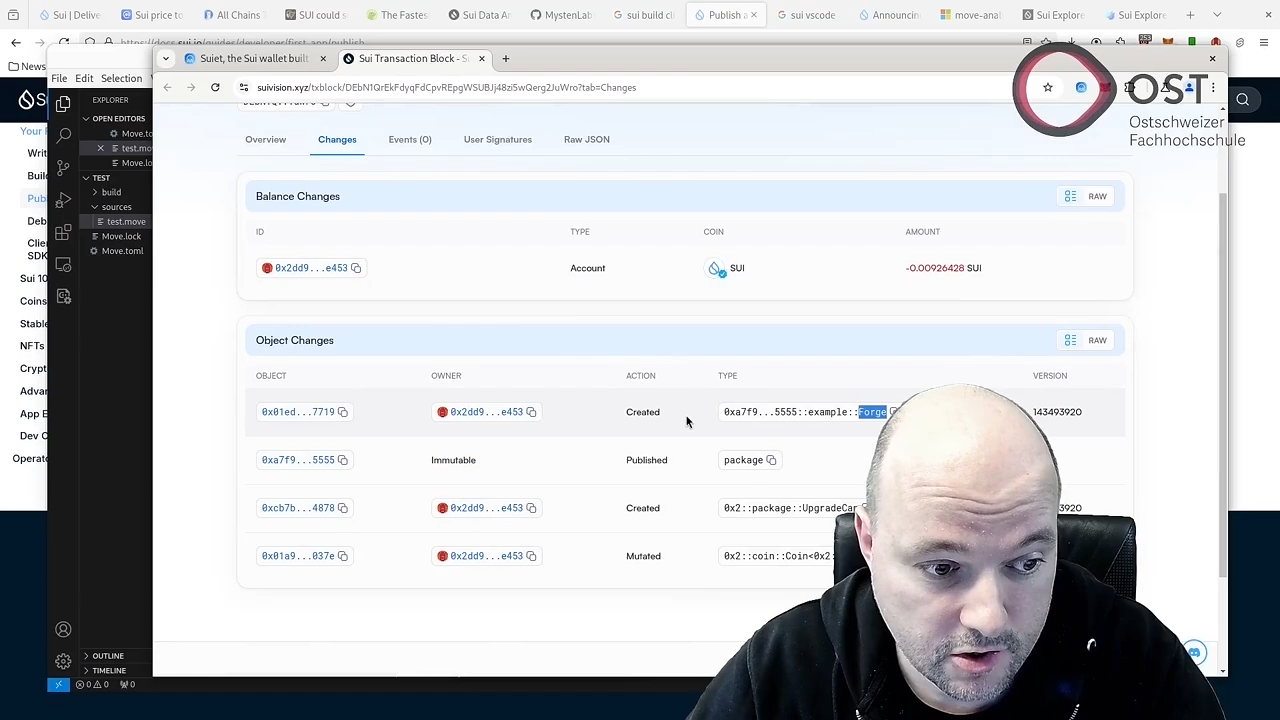 Sui | Delive
Sui price to
All Chains
SUI could s
The Fastes
Sui Data A
MystenLab
sui build cli
Publish a
sui vscode
Announcin
move-anal
Sui Explore
Sui Explore
https://docs.sui.io/guides/developer/first_app/publish
253
News
Suiet, the Sui wallet built
Sui Transaction Block - S
suivision.xyz/txblock/DEbN1QrEkFdyqFdCpvREpgWSUBJj48ziSwQerg2JuWro?tab=Changes
OST
Ostschweizer
Fachhochschule
File Edit Selection
EXPLORER
OPEN EDITORS
Move.to
test.mo
Move.lo
TEST
build
sources
test.move
Move.lock
Move.toml
OUTLINE
TIMELINE
0 0 0
Your F
Writ
Buil
Pub
Deb
Clien
SDK
Sui 10
Coins
Stable
NFTs
Crypt
Advan
App E
Dev C
Operato
Overview
Changes
Events (0)
User Signatures
Raw JSON
Balance Changes
RAW
ID TYPE COIN AMOUNT
0x2dd9...e453 Account SUI -0.00926428 SUI
Object Changes
RAW
OBJECT OWNER ACTION TYPE VERSION
0x01ed...7719 0x2dd9...e453 Created 0xa7f9...5555::example::Forge 143493920
0xa7f9...5555 Immutable Published package
0xcb7b...4878 0x2dd9...e453 Created 0x2::package::UpgradeCa 3920
0x01a9...037e 0x2dd9...e453 Mutated 0x2::coin::Coin<0x2: